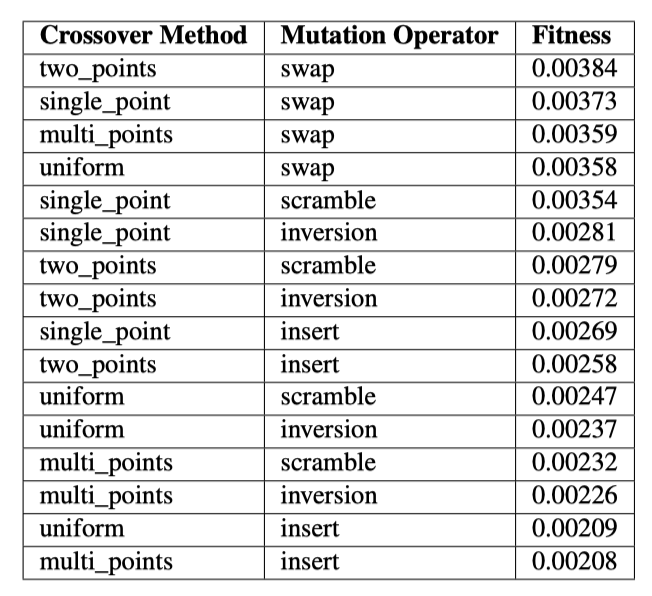 Crossover Method Mutation Operator Fitness
two_points swap 0.00384
single_point swap 0.00373
multi_points swap 0.00359
uniform swap 0.00358
single_point scramble 0.00354
single_point inversion 0.00281
two_points scramble 0.00279
two_points inversion 0.00272
single_point insert 0.00269
two_points insert 0.00258
uniform scramble 0.00247
uniform inversion 0.00237
multi_points scramble 0.00232
multi_points inversion 0.00226
uniform insert 0.00209
multi_points insert 0.00208